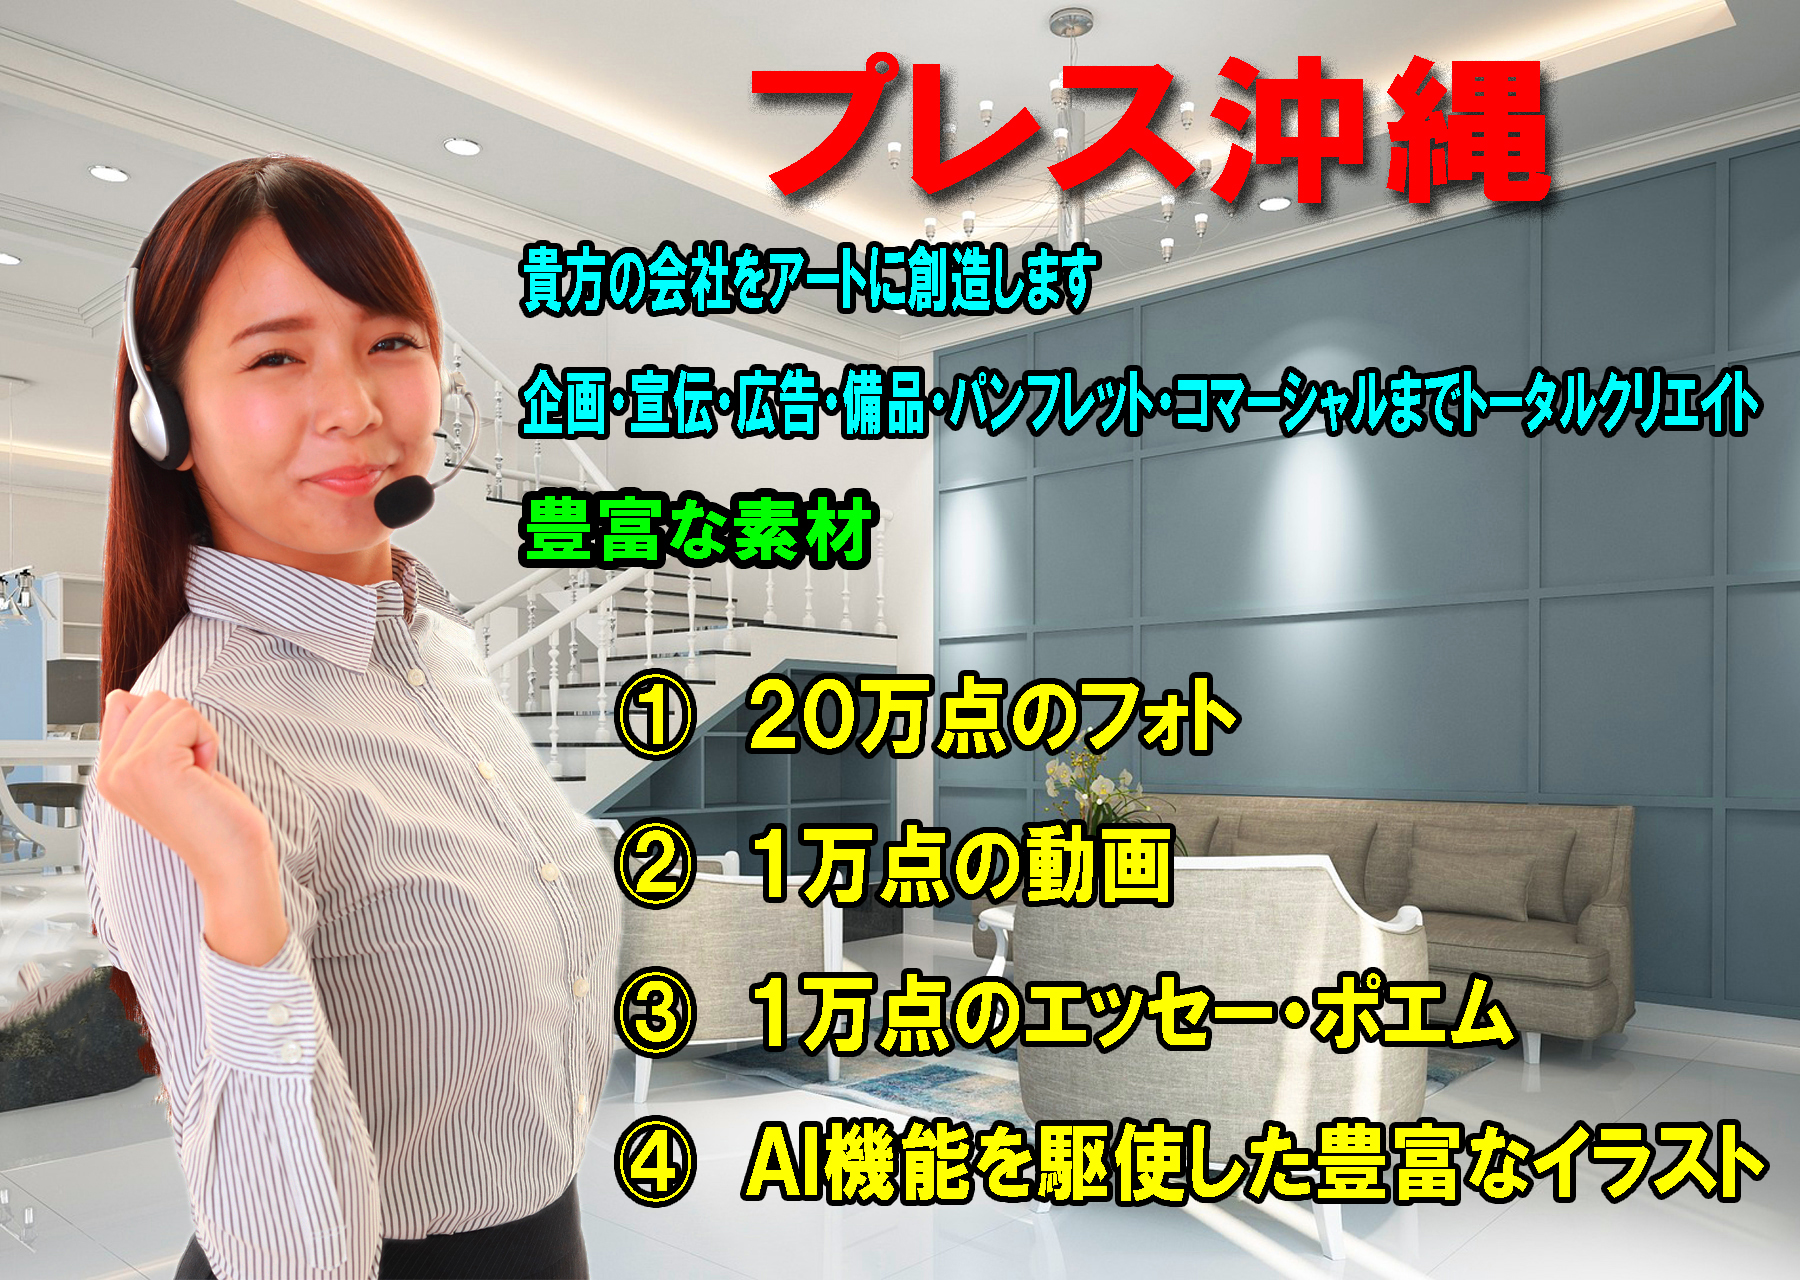 プレス沖縄
貴方の会社をアートに創造します
企画・宣伝・広告・備品・パンフレット・コマーシャルまでトータルクリエイト
豊富な素材
① 20万点のフォト
② 1万点の動画
③ 1万点のエッセー・ポエム
④ AI機能を駆使した豊富なイラスト